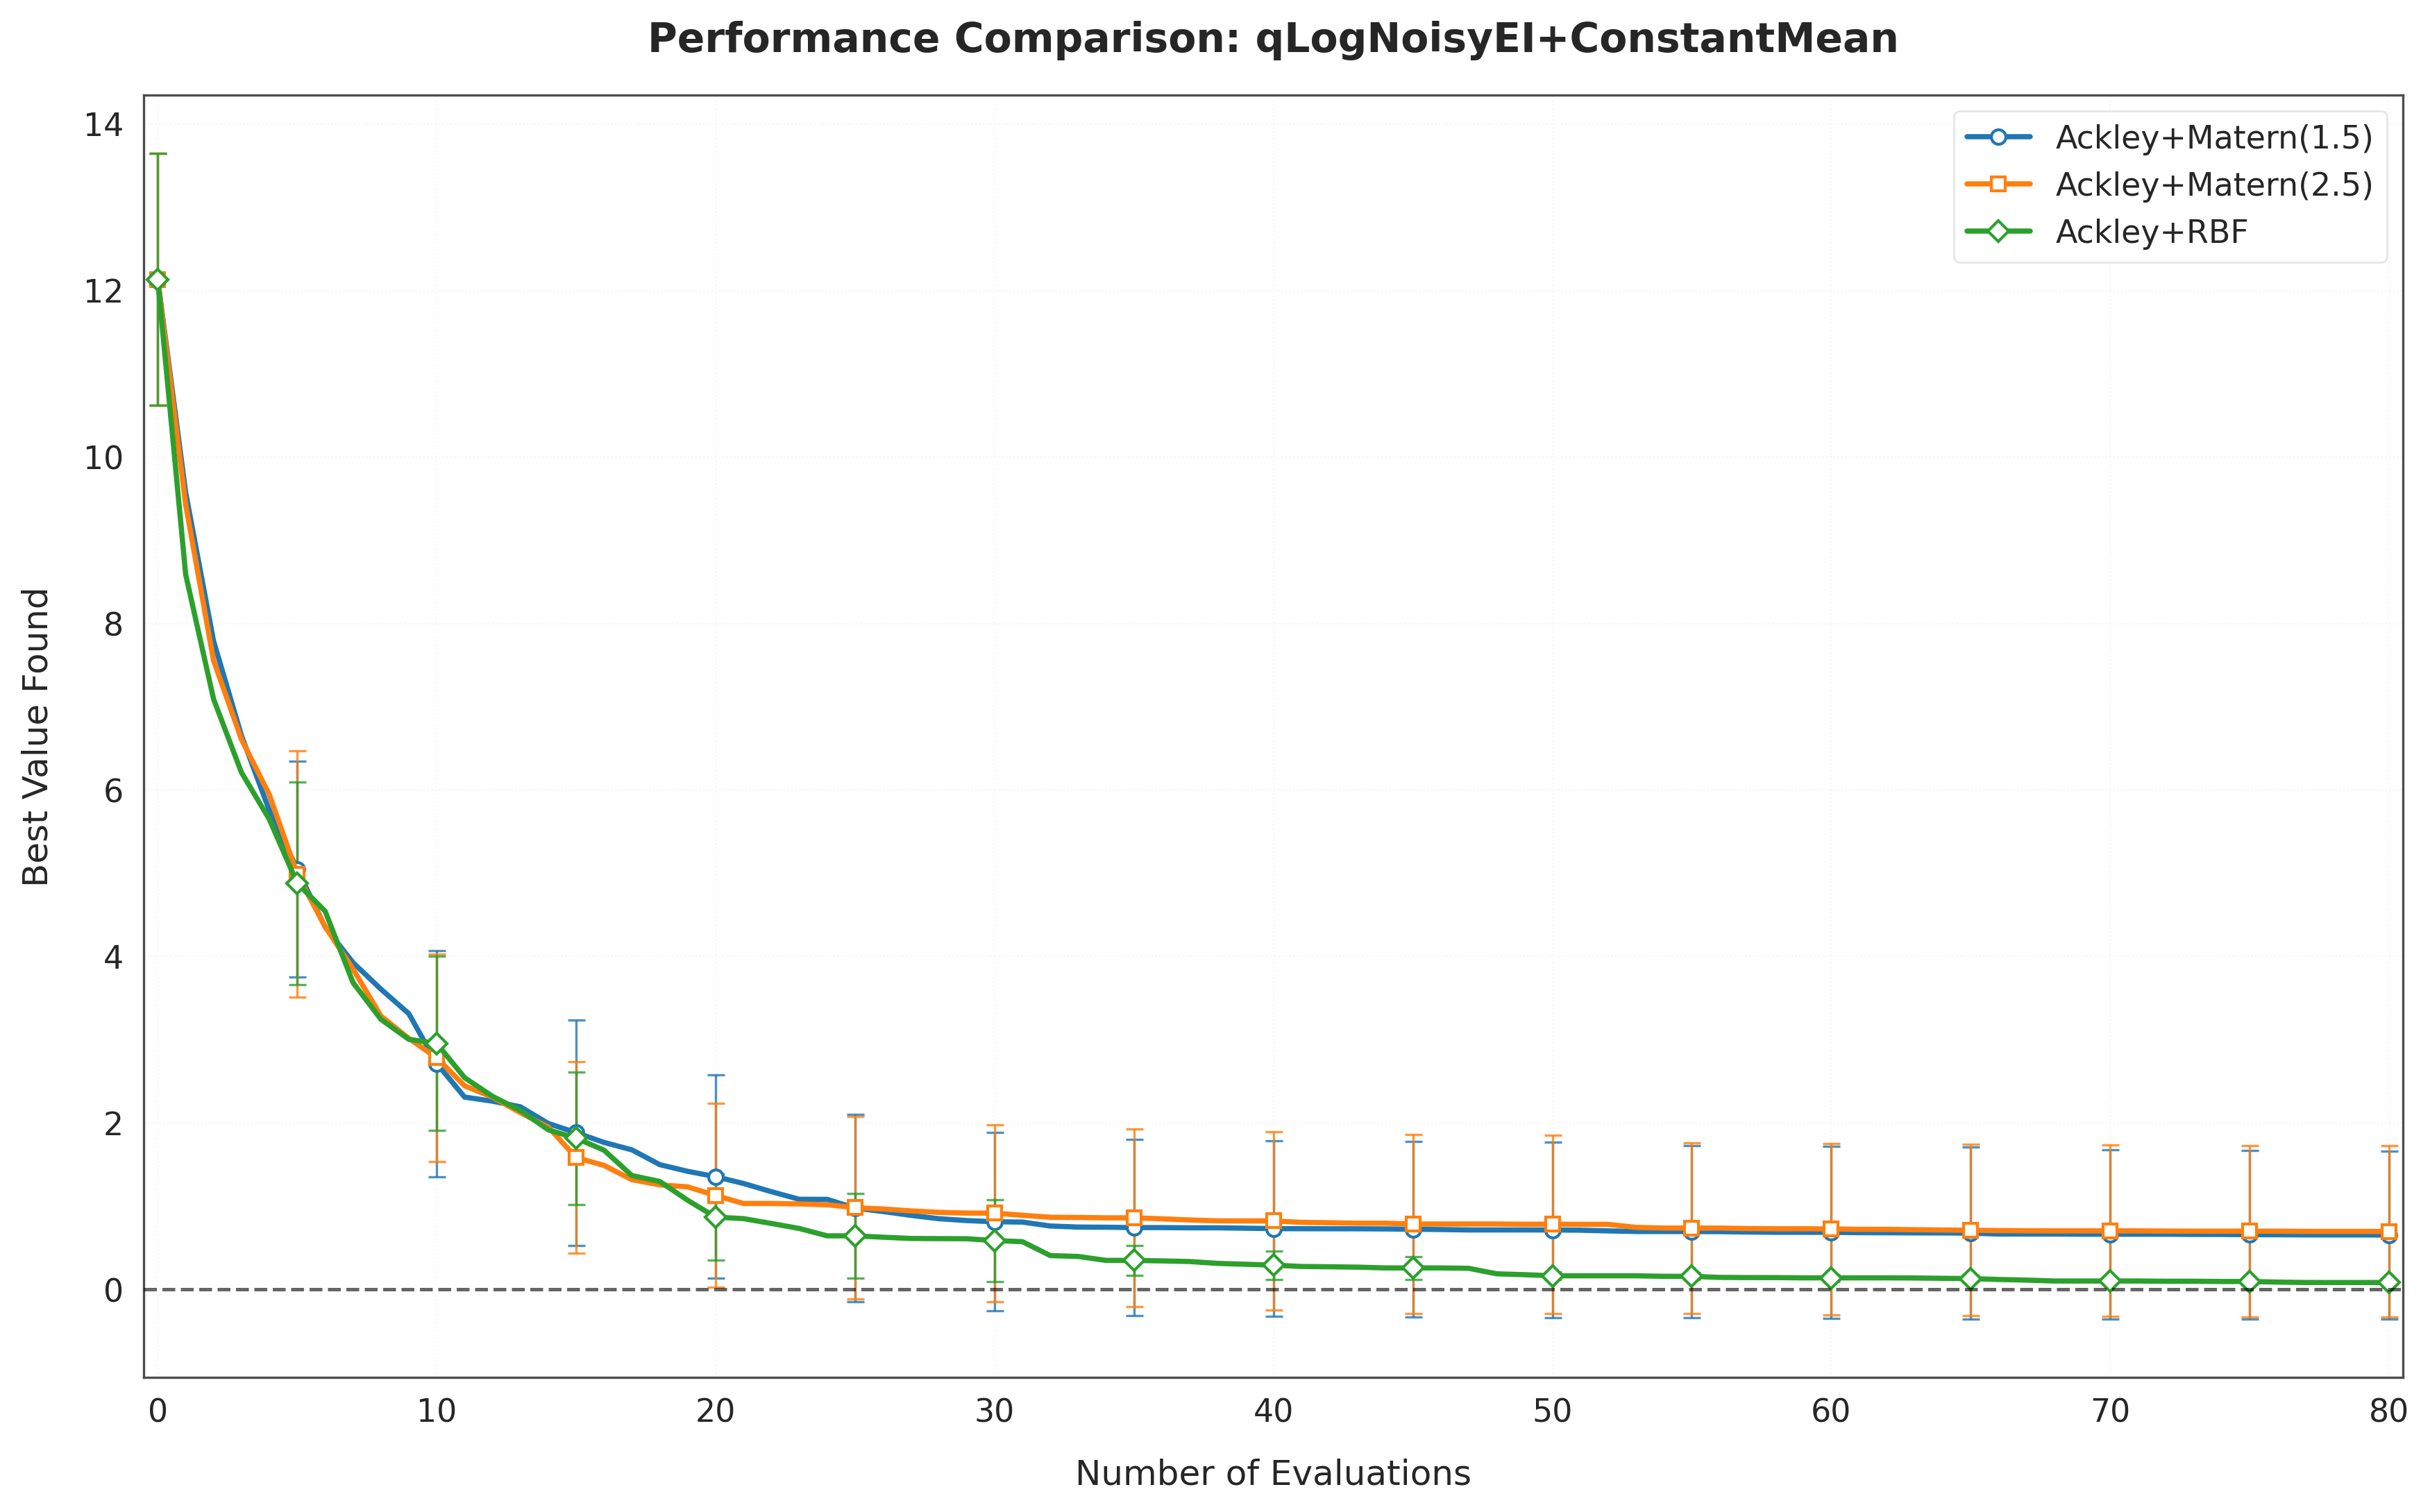 Performance Comparison: qLogNoisyEI+ConstantMean
Ackley+Matern(1.5)
Ackley+Matern(2.5)
Ackley+RBF
14
12
10
8
6
4
2
0
Best Value Found
0 10 20 30 40 50 60 70 80
Number of Evaluations